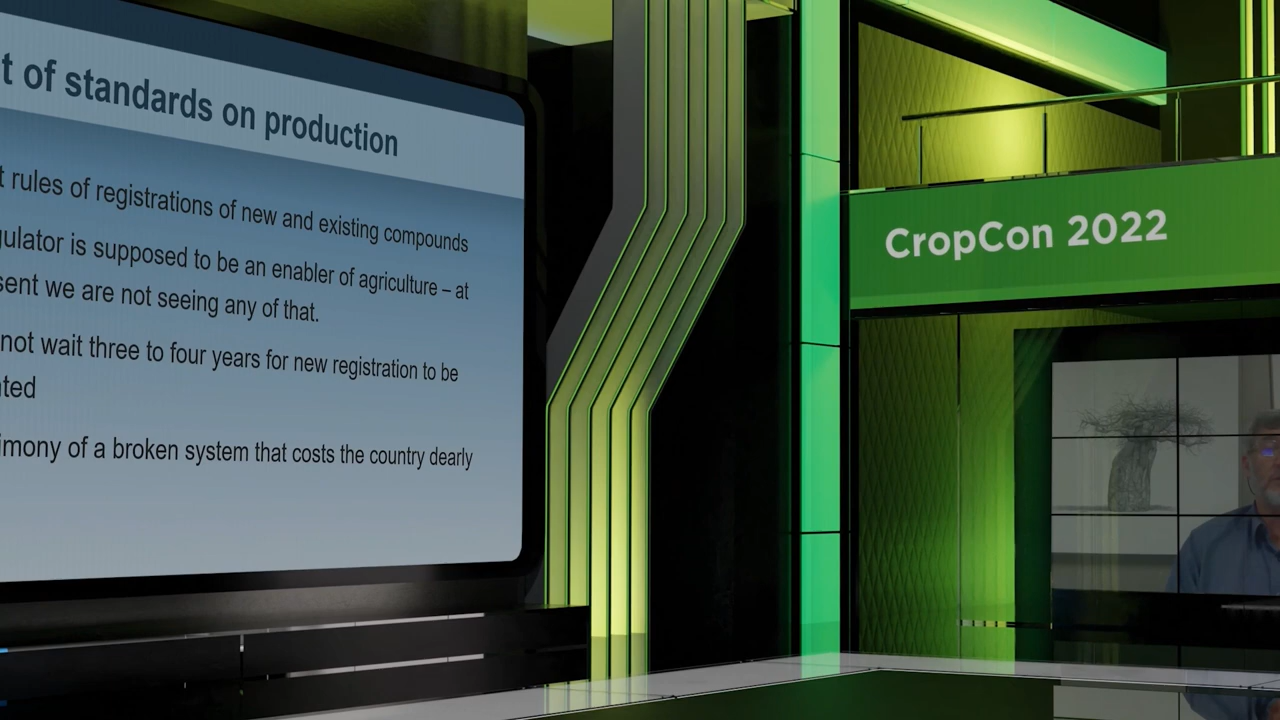 t of standards on production
t rules of registrations of new and existing compounds
gulator is supposed to be an enabler of agriculture – at
sent we are not seeing any of that.
not wait three to four years for new registration to be
ated
imony of a broken system that costs the country dearly
CropCon 2022